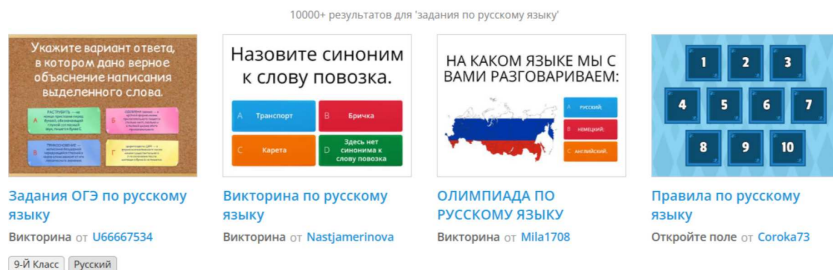 10000+ результатов для 'задания по русскому языку'
Укажите вариант ответа,
в котором дано верное
объяснение написания
выделенного слова.
А
Б
В
Г
Задания ОГЭ по русскому
языку
Викторина от U66667534
9-Й Класс Русский
Назовите синоним
к слову повозка.
A Транспорт
B Бричка
C Карета
D Здесь нет
синонима к
слову повозка
Викторина по русскому
языку
Викторина от Nastjamerinova
НА КАКОМ ЯЗЫКЕ МЫ С
ВАМИ РАЗГОВАРИВАЕМ:
A РУССКИЙ.
B НЕМЕЦКИЙ.
C АНГЛИЙСКИЙ.
ОЛИМПИАДА ПО
РУССКОМУ ЯЗЫКУ
Викторина от Mila1708
1 2 3
4 5 6 7
8 9 10
Правила по русскому
языку
Откройте поле от Coroka73